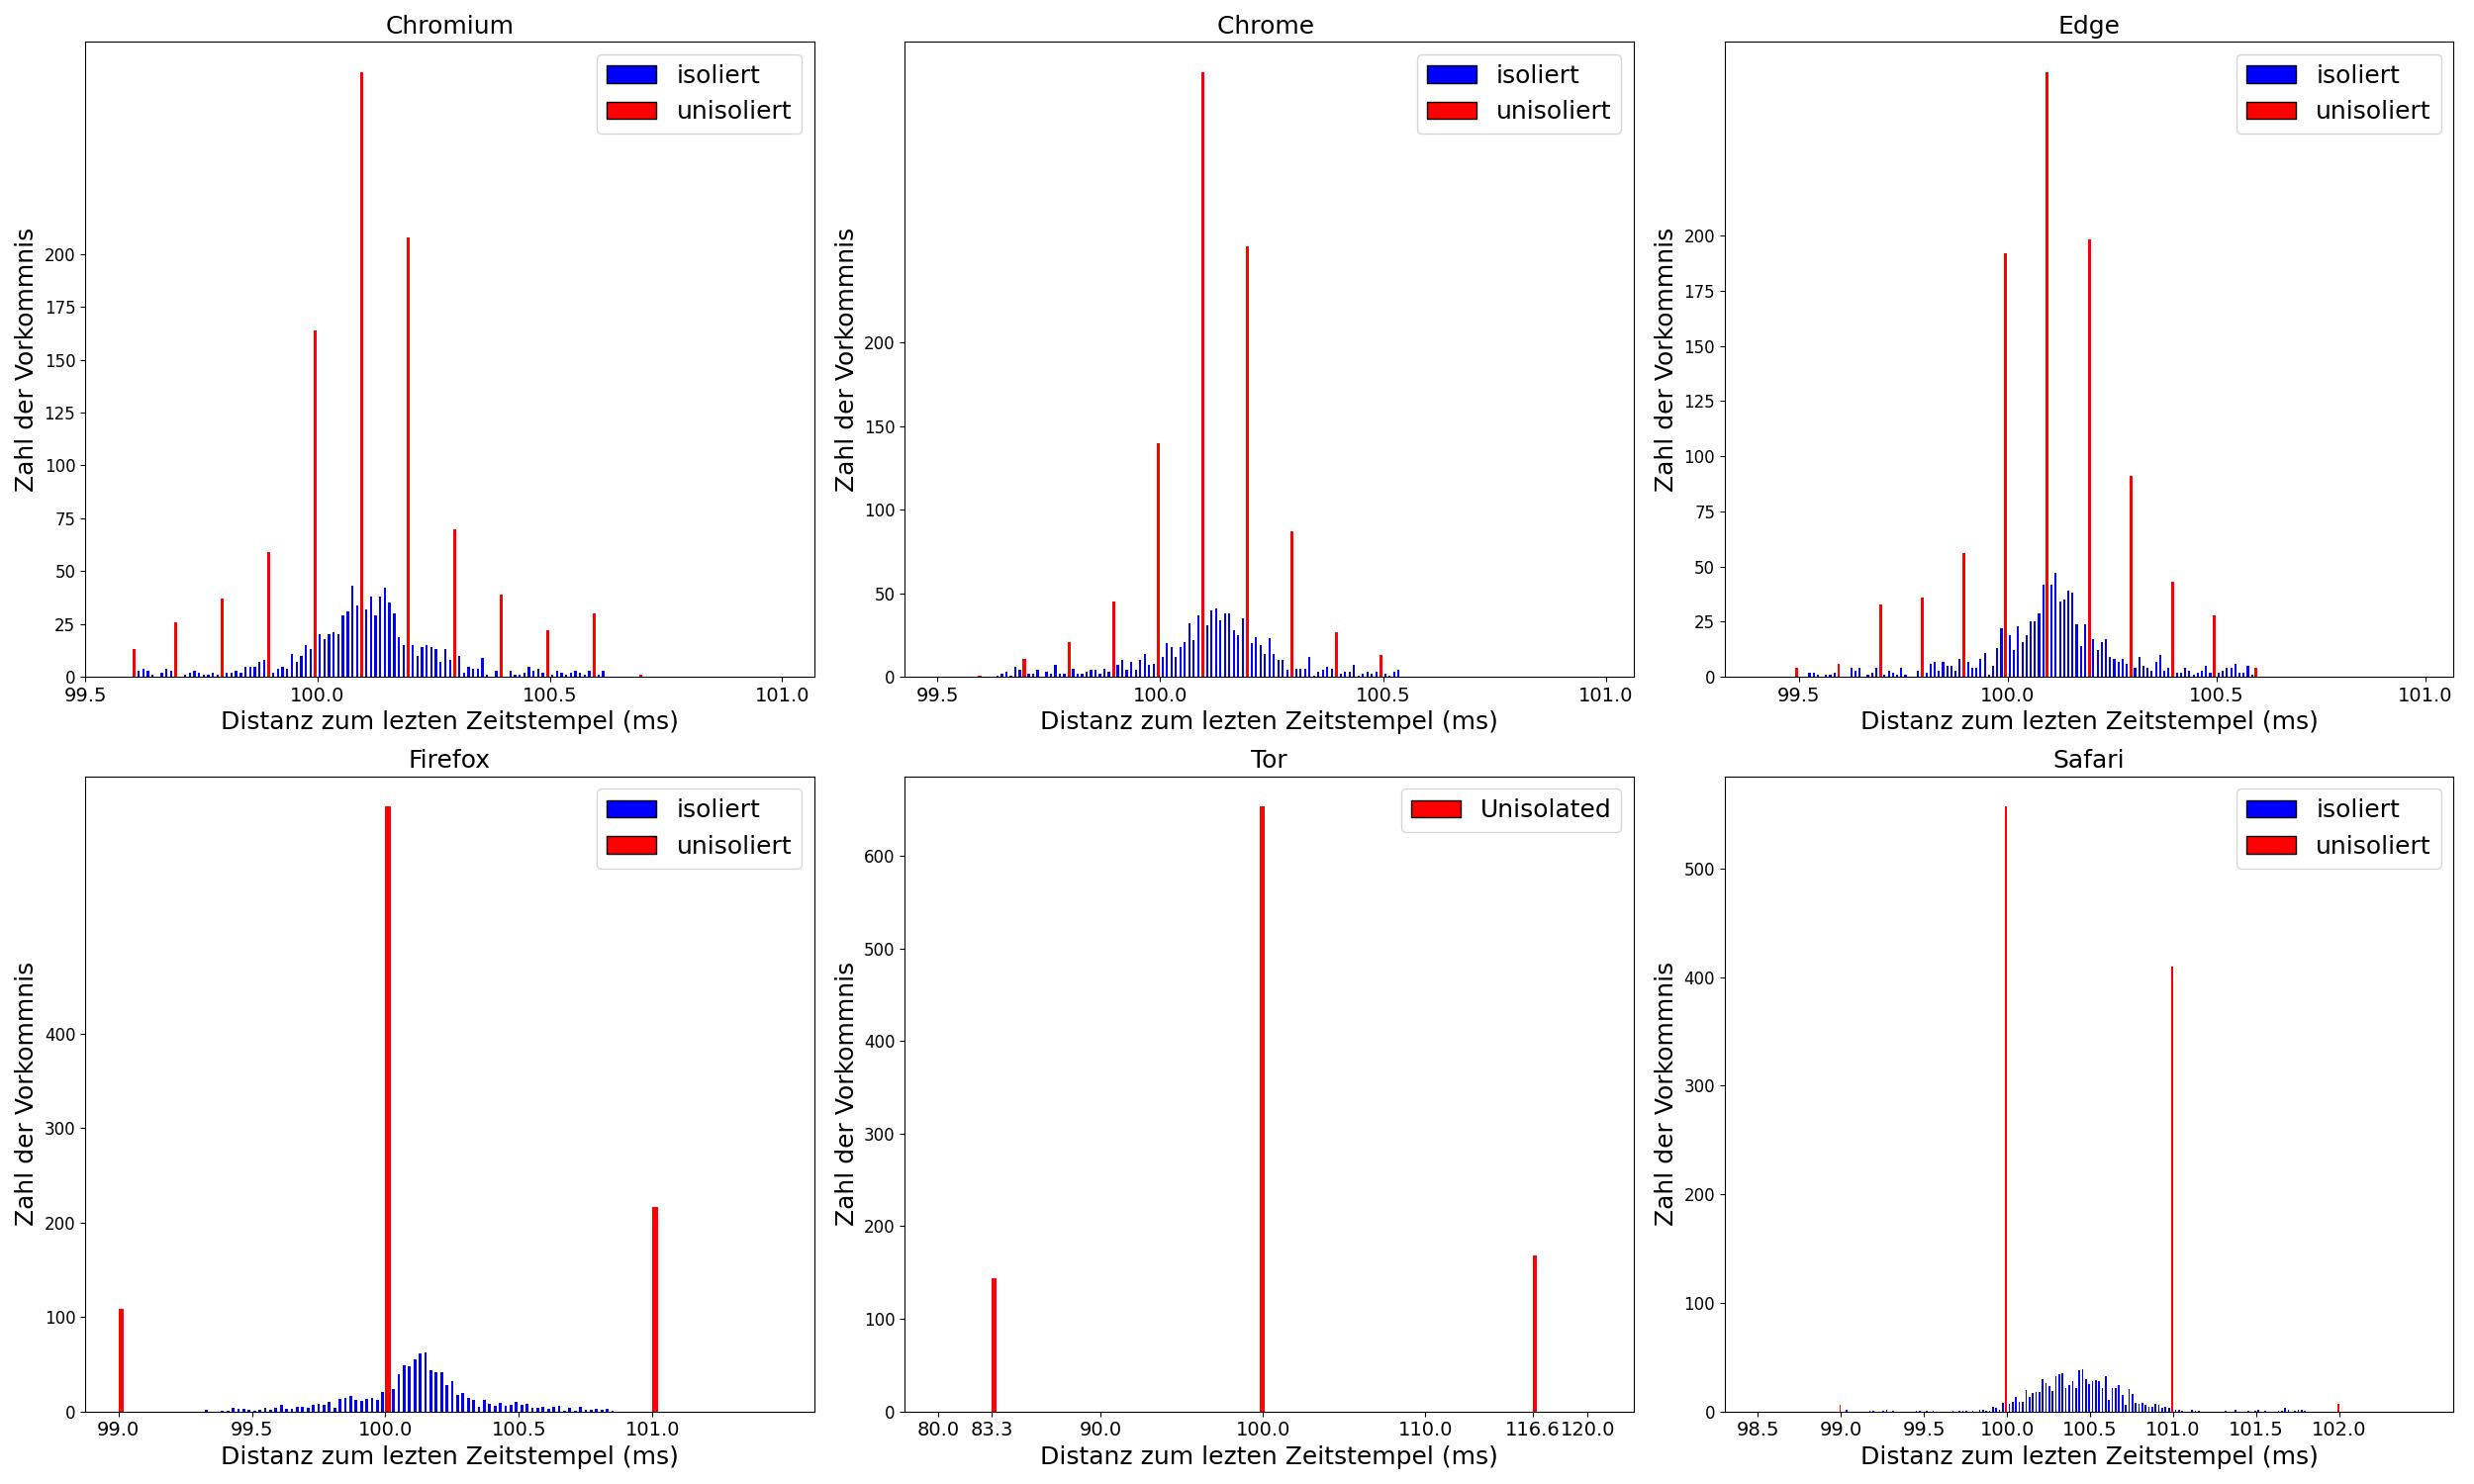 Chromium
Zahl der Vorkommnis
200
175
150
125
100
75
50
25
0
isoliert
unisoliert
99.5 100.0 100.5 101.0
Distanz zum lezten Zeitstempel (ms)
Chrome
Zahl der Vorkommnis
200
150
100
50
0
isoliert
unisoliert
99.5 100.0 100.5 101.0
Distanz zum lezten Zeitstempel (ms)
Edge
Zahl der Vorkommnis
200
175
150
125
100
75
50
25
0
isoliert
unisoliert
99.5 100.0 100.5 101.0
Distanz zum lezten Zeitstempel (ms)
Firefox
Zahl der Vorkommnis
400
300
200
100
0
isoliert
unisoliert
99.0 99.5 100.0 100.5 101.0
Distanz zum lezten Zeitstempel (ms)
Tor
Zahl der Vorkommnis
600
500
400
300
200
100
0
Unisolated
80.0 83.3 90.0 100.0 110.0 116.6120.0
Distanz zum lezten Zeitstempel (ms)
Safari
Zahl der Vorkommnis
500
400
300
200
100
0
isoliert
unisoliert
98.5 99.0 99.5 100.0 100.5 101.0 101.5 102.0
Distanz zum lezten Zeitstempel (ms)